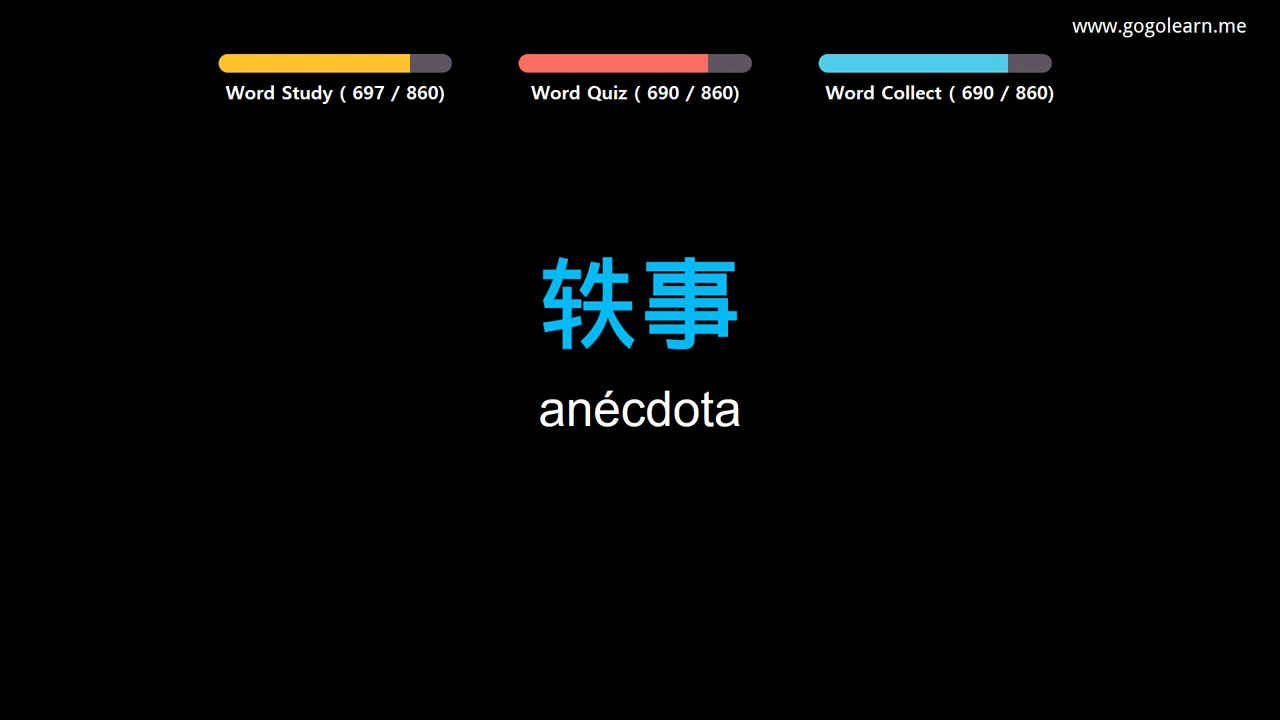 www.gogolearn.me
Word Study ( 697 / 860)
Word Quiz ( 690 / 860)
Word Collect ( 690 / 860)
轶事
anécdota